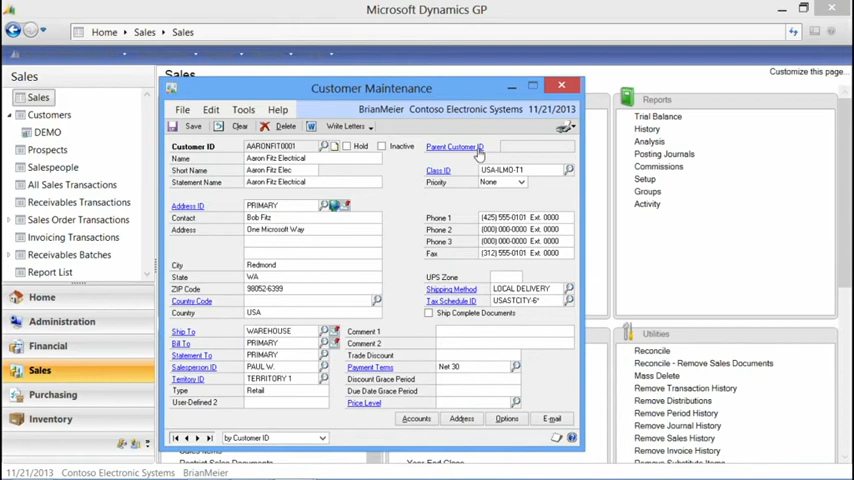 Microsoft Dynamics GP
Home ▸ Sales ▸ Sales
Customize this page...
Sales
Sales
Sales
Customers
DEMO
Prospects
Salespeople
All Sales Transactions
Receivables Transactions
Sales Order Transactions
Invoicing Transactions
Receivables Batches
Report List
Home
Administration
Financial
Sales
Purchasing
Inventory
Customer Maintenance
File Edit Tools Help
BrianMeier Contoso Electronic Systems 11/21/2013
Save Clear Delete Write Letters
Customer ID AARONFIT0001 Hold Inactive Parent Customer ID
Name Aaron Fitz Electrical
Short Name Aaron Fitz Elec Class ID USA-ILMO-T1
Statement Name Aaron Fitz Electrical Priority None
Address ID PRIMARY
Contact Bob Fitz Phone 1 (425) 555-0101 Ext. 0000
Address One Microsoft Way Phone 2 (000) 000-0000 Ext. 0000
Phone 3 (000) 000-0000 Ext. 0000
Fax (312) 555-0101 Ext. 0000
City Redmond
State WA UPS Zone
ZIP Code 98052-6399 Shipping Method LOCAL DELIVERY
Country Code Tax Schedule ID USASTCITY-6*
Country USA Ship Complete Documents
Ship To WAREHOUSE Comment 1
Bill To PRIMARY Comment 2
Statement To PRIMARY Trade Discount
Salesperson ID PAUL W. Payment Terms Net 30
Territory ID TERRITORY 1 Discount Grace Period
Type Retail Due Date Grace Period
User-Defined 2 Price Level
Accounts Address Options E-mail
by Customer ID
Reports
Trial Balance
History
Analysis
Posting Journals
Commissions
Setup
Groups
Activity
Utilities
Reconcile
Reconcile - Remove Sales Documents
Mass Delete
Remove Transaction History
Remove Distributions
Remove Period History
Remove Journal History
Remove Sales History
11/21/2013 Contoso Electronic Systems BrianMeier